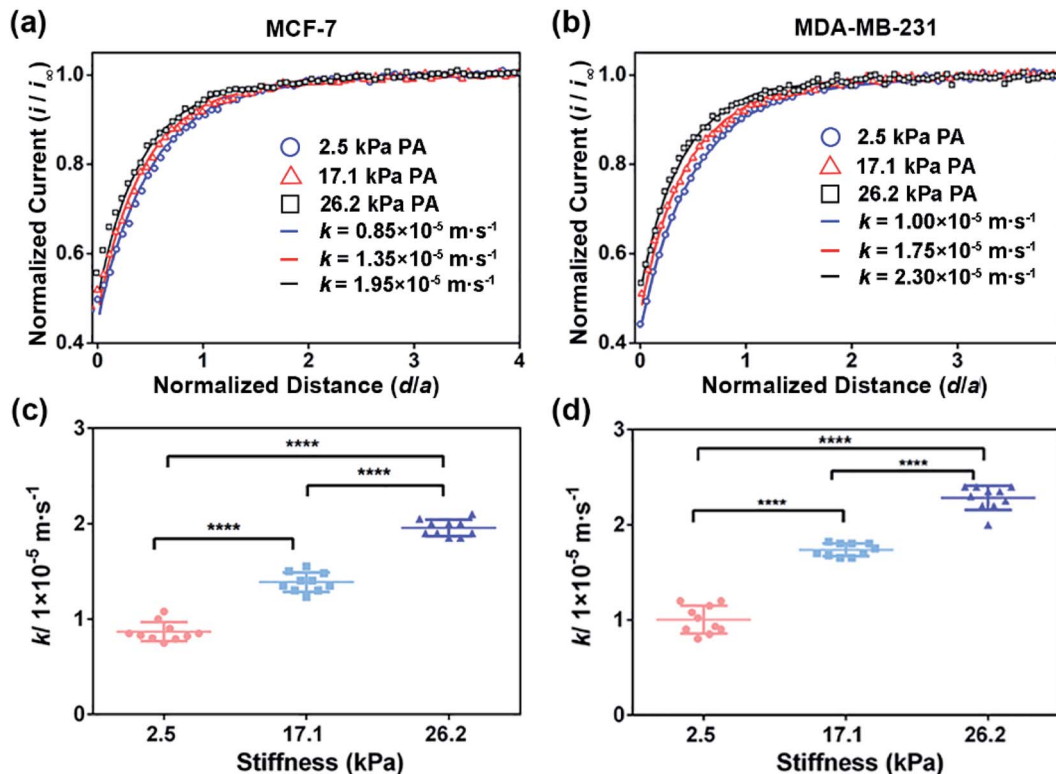 (a)
MCF-7
Normalized Current (i / i∞)
1.0
0.8
0.6
0.4
2.5 kPa PA
17.1 kPa PA
26.2 kPa PA
k = 0.85×10⁻⁵ m·s⁻¹
k = 1.35×10⁻⁵ m·s⁻¹
k = 1.95×10⁻⁵ m·s⁻¹
0 1 2 3 4
Normalized Distance (d/a)
(b)
MDA-MB-231
Normalized Current (i / i∞)
1.0
0.8
0.6
0.4
2.5 kPa PA
17.1 kPa PA
26.2 kPa PA
k = 1.00×10⁻⁵ m·s⁻¹
k = 1.75×10⁻⁵ m·s⁻¹
k = 2.30×10⁻⁵ m·s⁻¹
0 1 2 3
Normalized Distance (d/a)
(c)
k/ 1×10⁻⁵ m·s⁻¹
3
2
1
0
****
****
****
2.5 17.1 26.2
Stiffness (kPa)
(d)
k/ 1×10⁻⁵ m·s⁻¹
3
2
1
0
****
****
****
2.5 17.1 26.2
Stiffness (kPa)